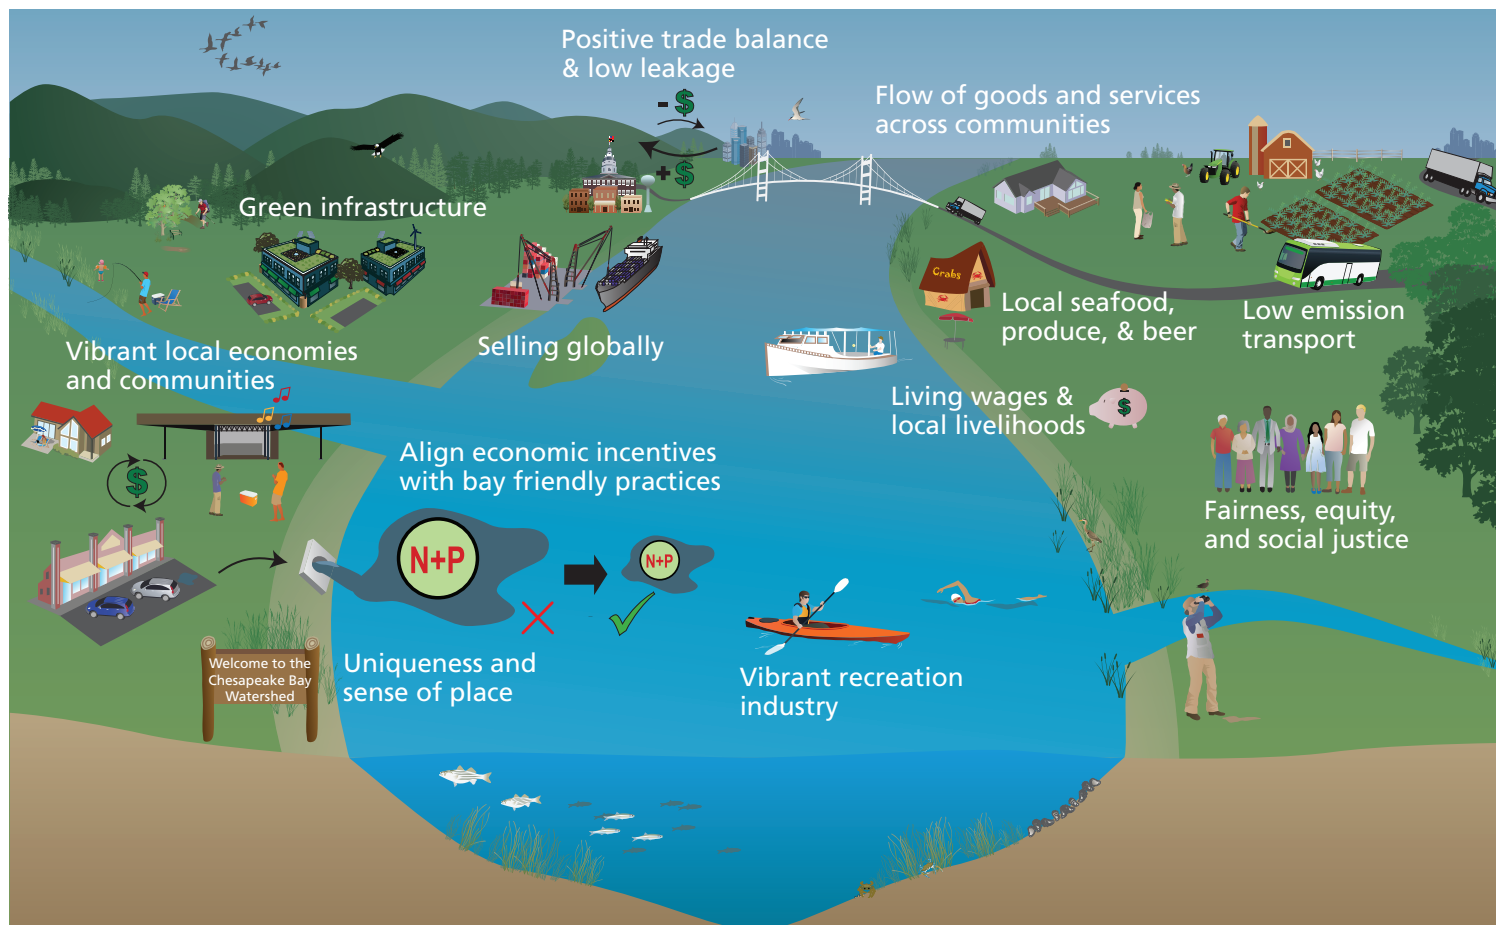 Positive trade balance
& low leakage
- $
+ $
Flow of goods and services
across communities
Green infrastructure
Crabs
Local seafood,
produce, & beer
Low emission
transport
Selling globally
Vibrant local economies
and communities
Living wages &
local livelihoods
$
$
Align economic incentives
with bay friendly practices
Fairness, equity,
and social justice
N+P
N+P
Welcome to the
Chesapeake Bay
Watershed
Uniqueness and
sense of place
Vibrant recreation
industry